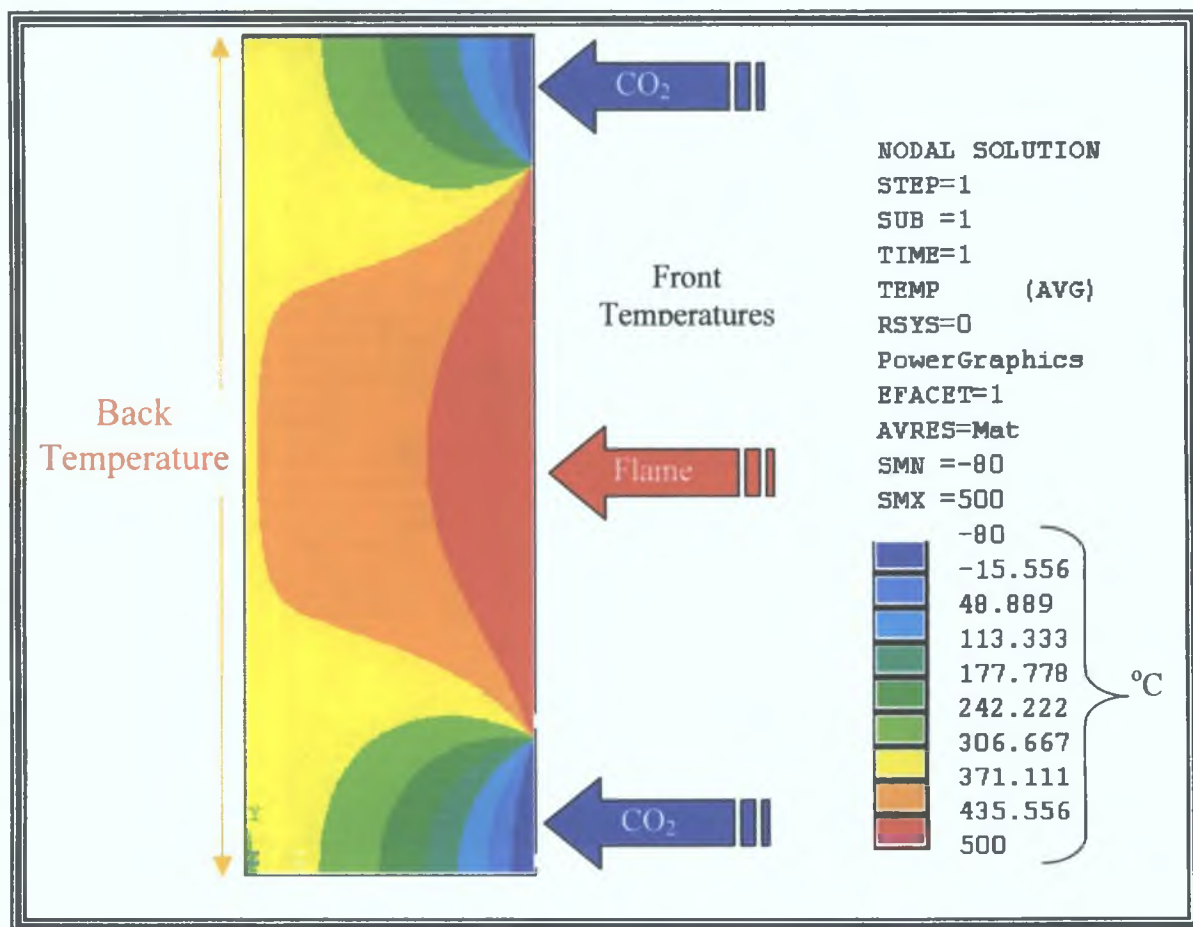 CO₂
NODAL SOLUTION
STEP=1
SUB =1
TIME=1
TEMP (AVG)
RSYS=0
PowerGraphics
EFACET=1
AVRES=Mat
SMN =-80
SMX =500
Front
Temperatures
Back
Temperature
Flame
-80
-15.556
48.889
113.333
177.778
242.222
306.667
371.111
435.556
500
°C
CO₂